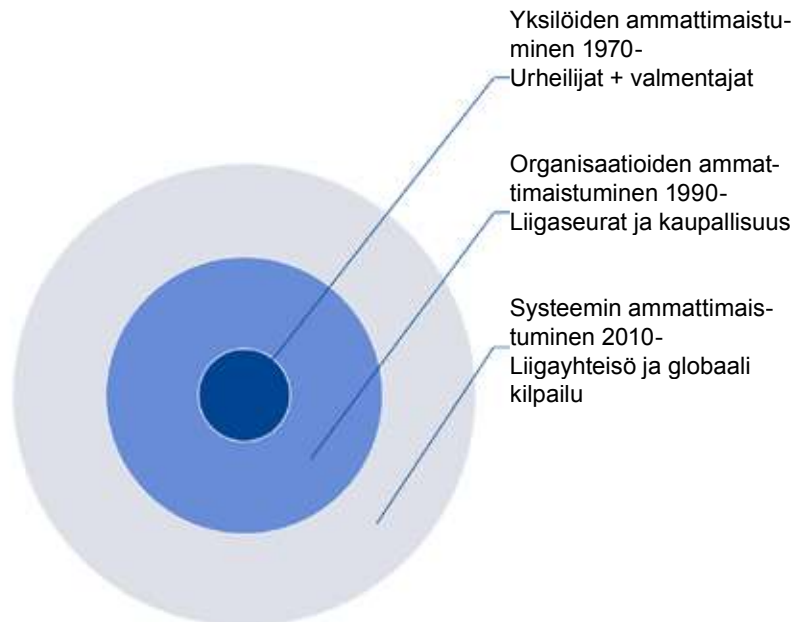 Yksilöiden ammattimaistu-
minen 1970-
Urheilijat + valmentajat
Organisaatioiden ammat-
timaistuminen 1990-
Liigaseurat ja kaupallisuus
Systeemin ammattimais-
tuminen 2010-
Liigayhteisö ja globaali
kilpailu